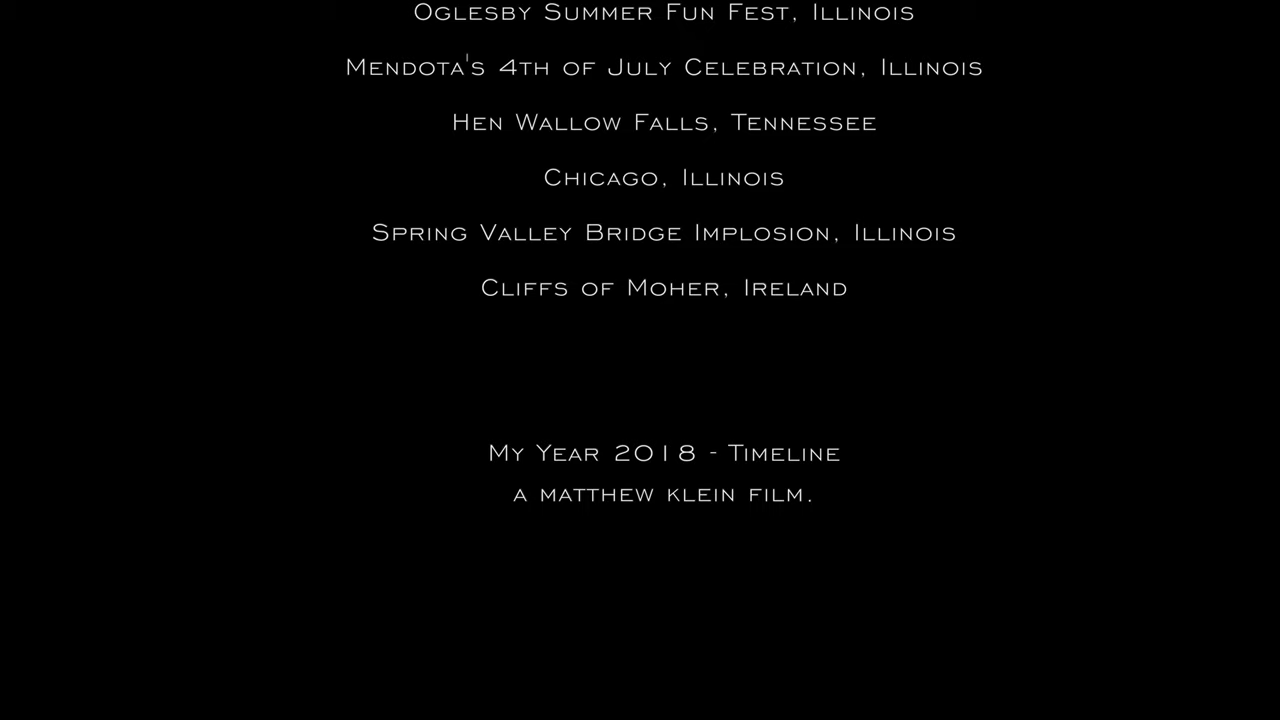 Oglesby Summer Fun Fest, Illinois
Mendota's 4th of July Celebration, Illinois
Hen Wallow Falls, Tennessee
Chicago, Illinois
Spring Valley Bridge Implosion, Illinois
Cliffs of Moher, Ireland
My Year 2018 - Timeline
a matthew klein film.